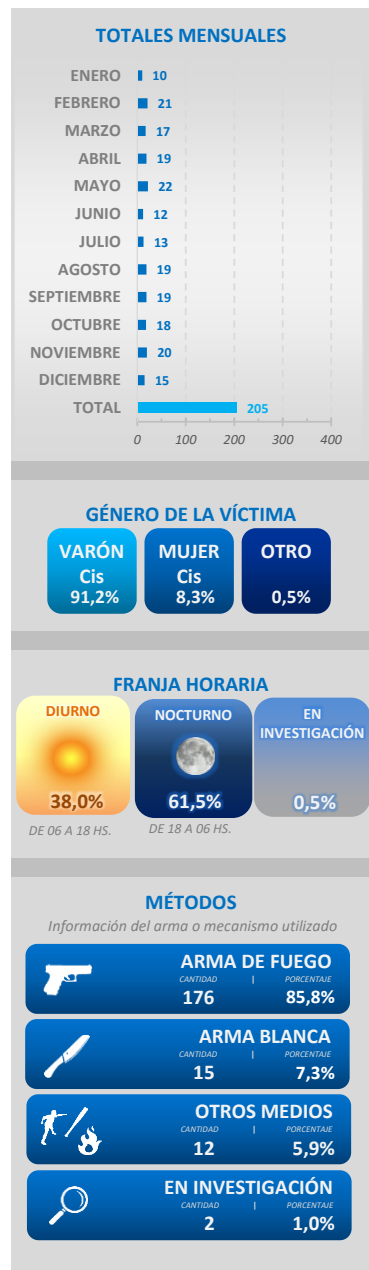 TOTALES MENSUALES
ENERO 10
FEBRERO 21
MARZO 17
ABRIL 19
MAYO 22
JUNIO 12
JULIO 13
AGOSTO 19
SEPTIEMBRE 19
OCTUBRE 18
NOVIEMBRE 20
DICIEMBRE 15
TOTAL 205
0 100 200 300 400
GÉNERO DE LA VÍCTIMA
VARÓN
Cis
91,2%
MUJER
Cis
8,3%
OTRO
0,5%
FRANJA HORARIA
DIURNO
38,0%
DE 06 A 18 HS.
NOCTURNO
61,5%
DE 18 A 06 HS.
EN
INVESTIGACIÓN
0,5%
MÉTODOS
Información del arma o mecanismo utilizado
ARMA DE FUEGO
CANTIDAD | PORCENTAJE
176 85,8%
ARMA BLANCA
CANTIDAD | PORCENTAJE
15 7,3%
OTROS MEDIOS
CANTIDAD | PORCENTAJE
12 5,9%
EN INVESTIGACIÓN
CANTIDAD | PORCENTAJE
2 1,0%